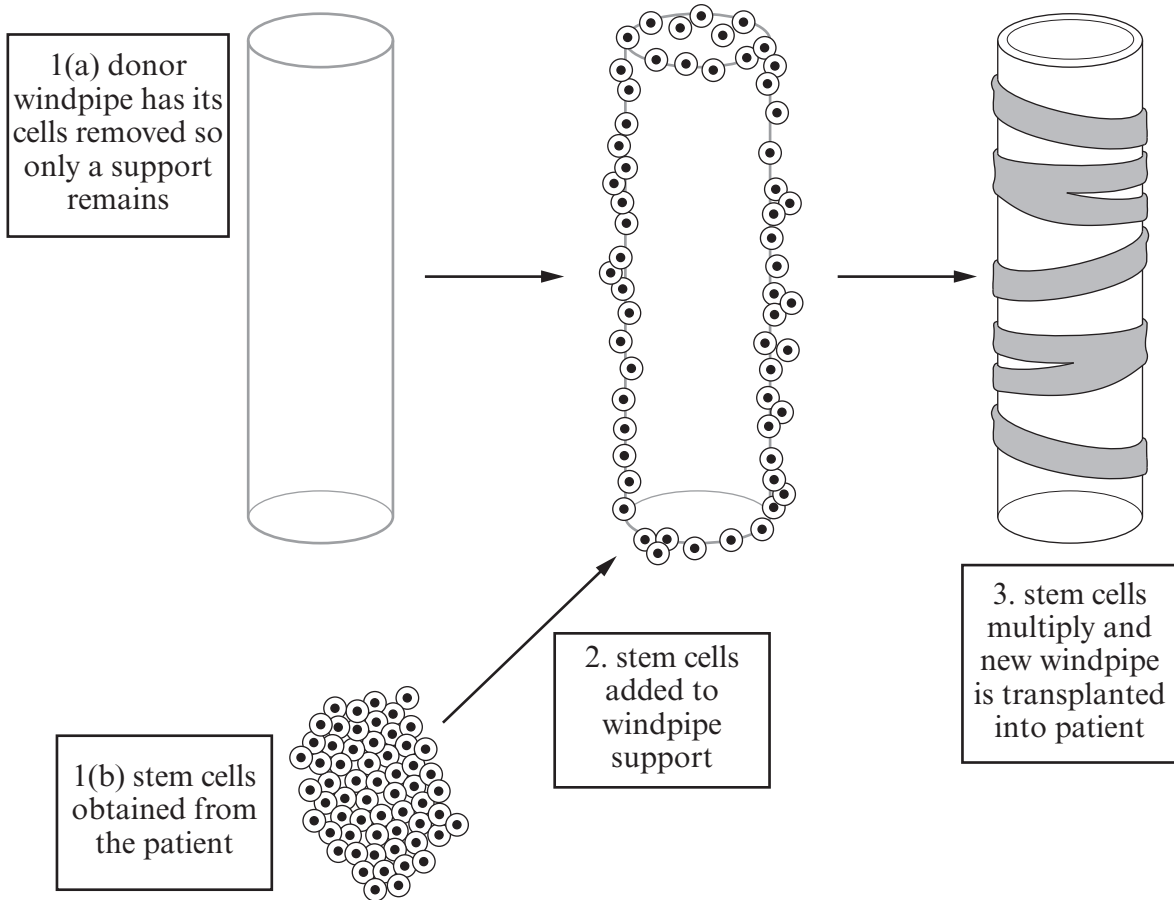 1(a) donor
windpipe has its
cells removed so
only a support
remains
1(b) stem cells
obtained from
the patient
2. stem cells
added to
windpipe
support
3. stem cells
multiply and
new windpipe
is transplanted
into patient